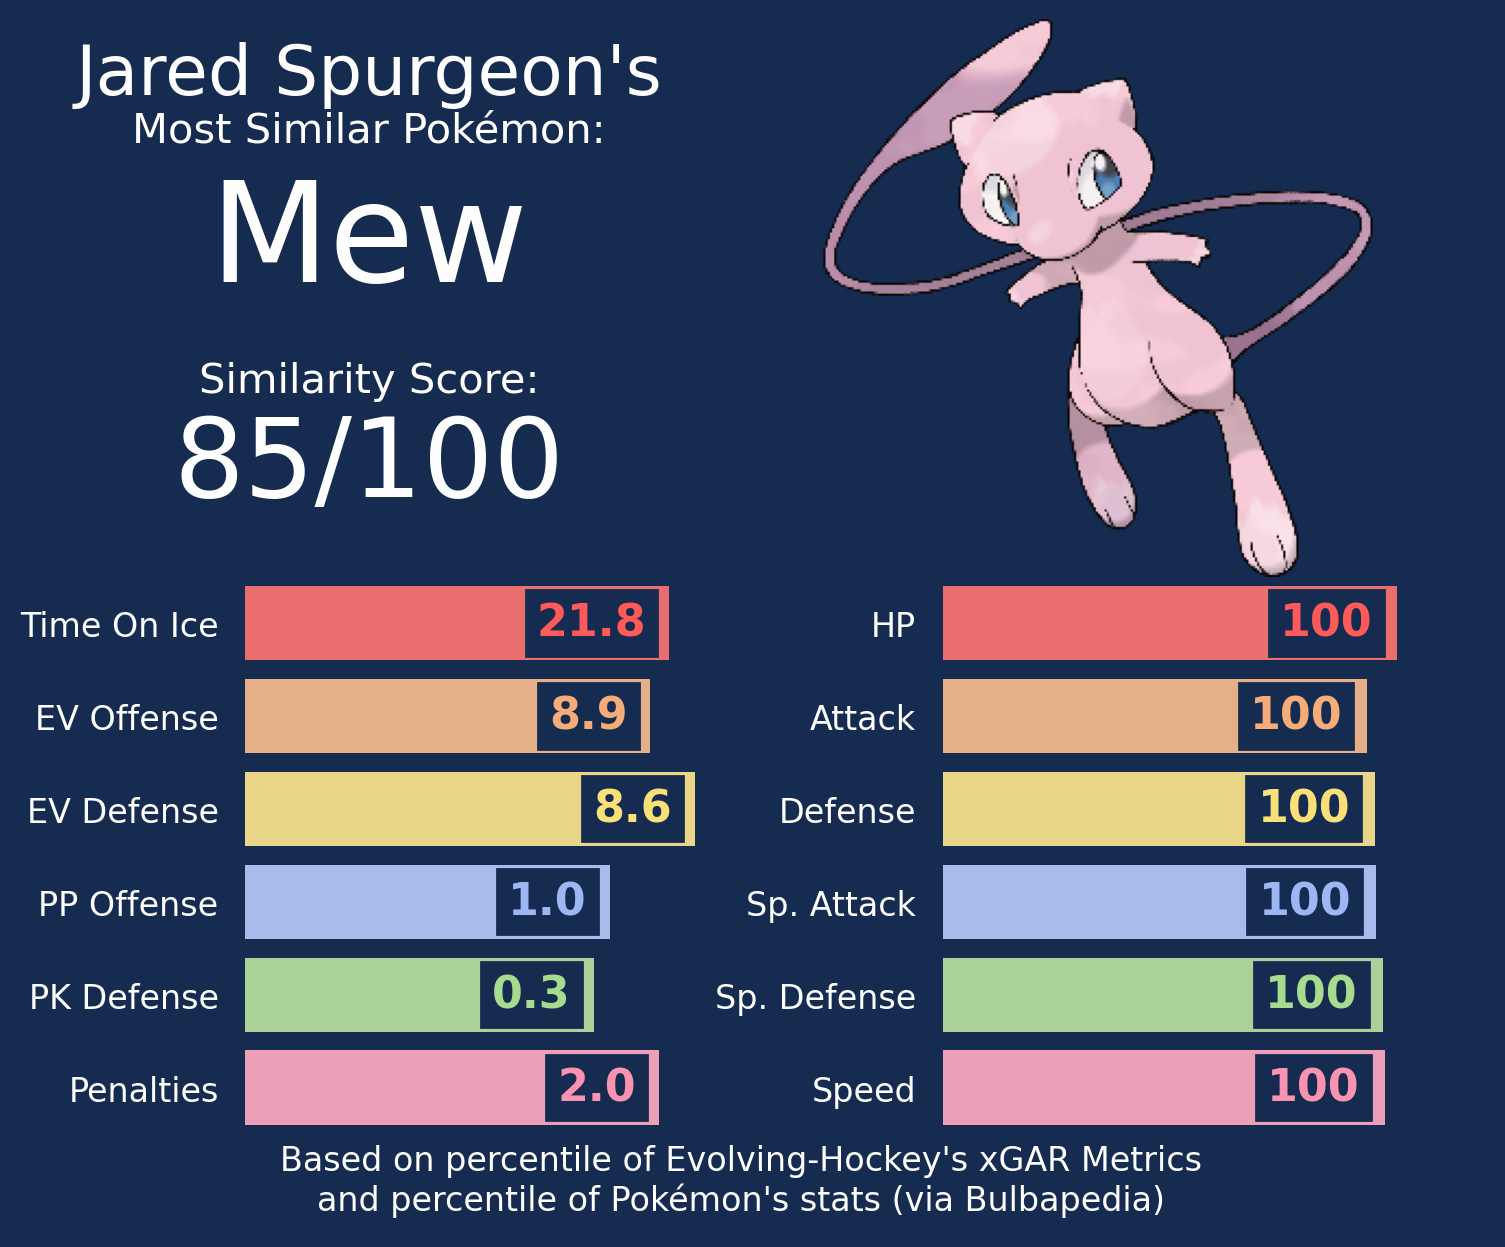 Jared Spurgeon's
Most Similar Pokémon:
Mew
Similarity Score:
85/100
Time On Ice 21.8
EV Offense 8.9
EV Defense 8.6
PP Offense 1.0
PK Defense 0.3
Penalties 2.0
HP 100
Attack 100
Defense 100
Sp. Attack 100
Sp. Defense 100
Speed 100
Based on percentile of Evolving-Hockey's xGAR Metrics
and percentile of Pokémon's stats (via Bulbapedia)